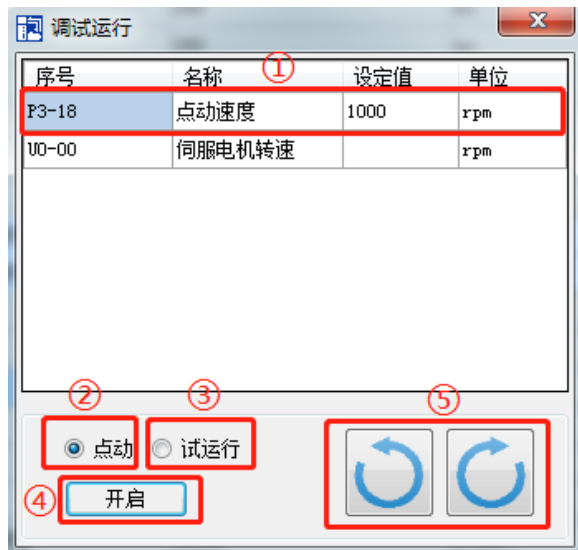 调试运行
序号 名称 ① 设定值 单位
P3-18 点动速度 1000 rpm
U0-00 伺服电机转速 rpm
② ③ ⑤
点动 试运行
④ 开启